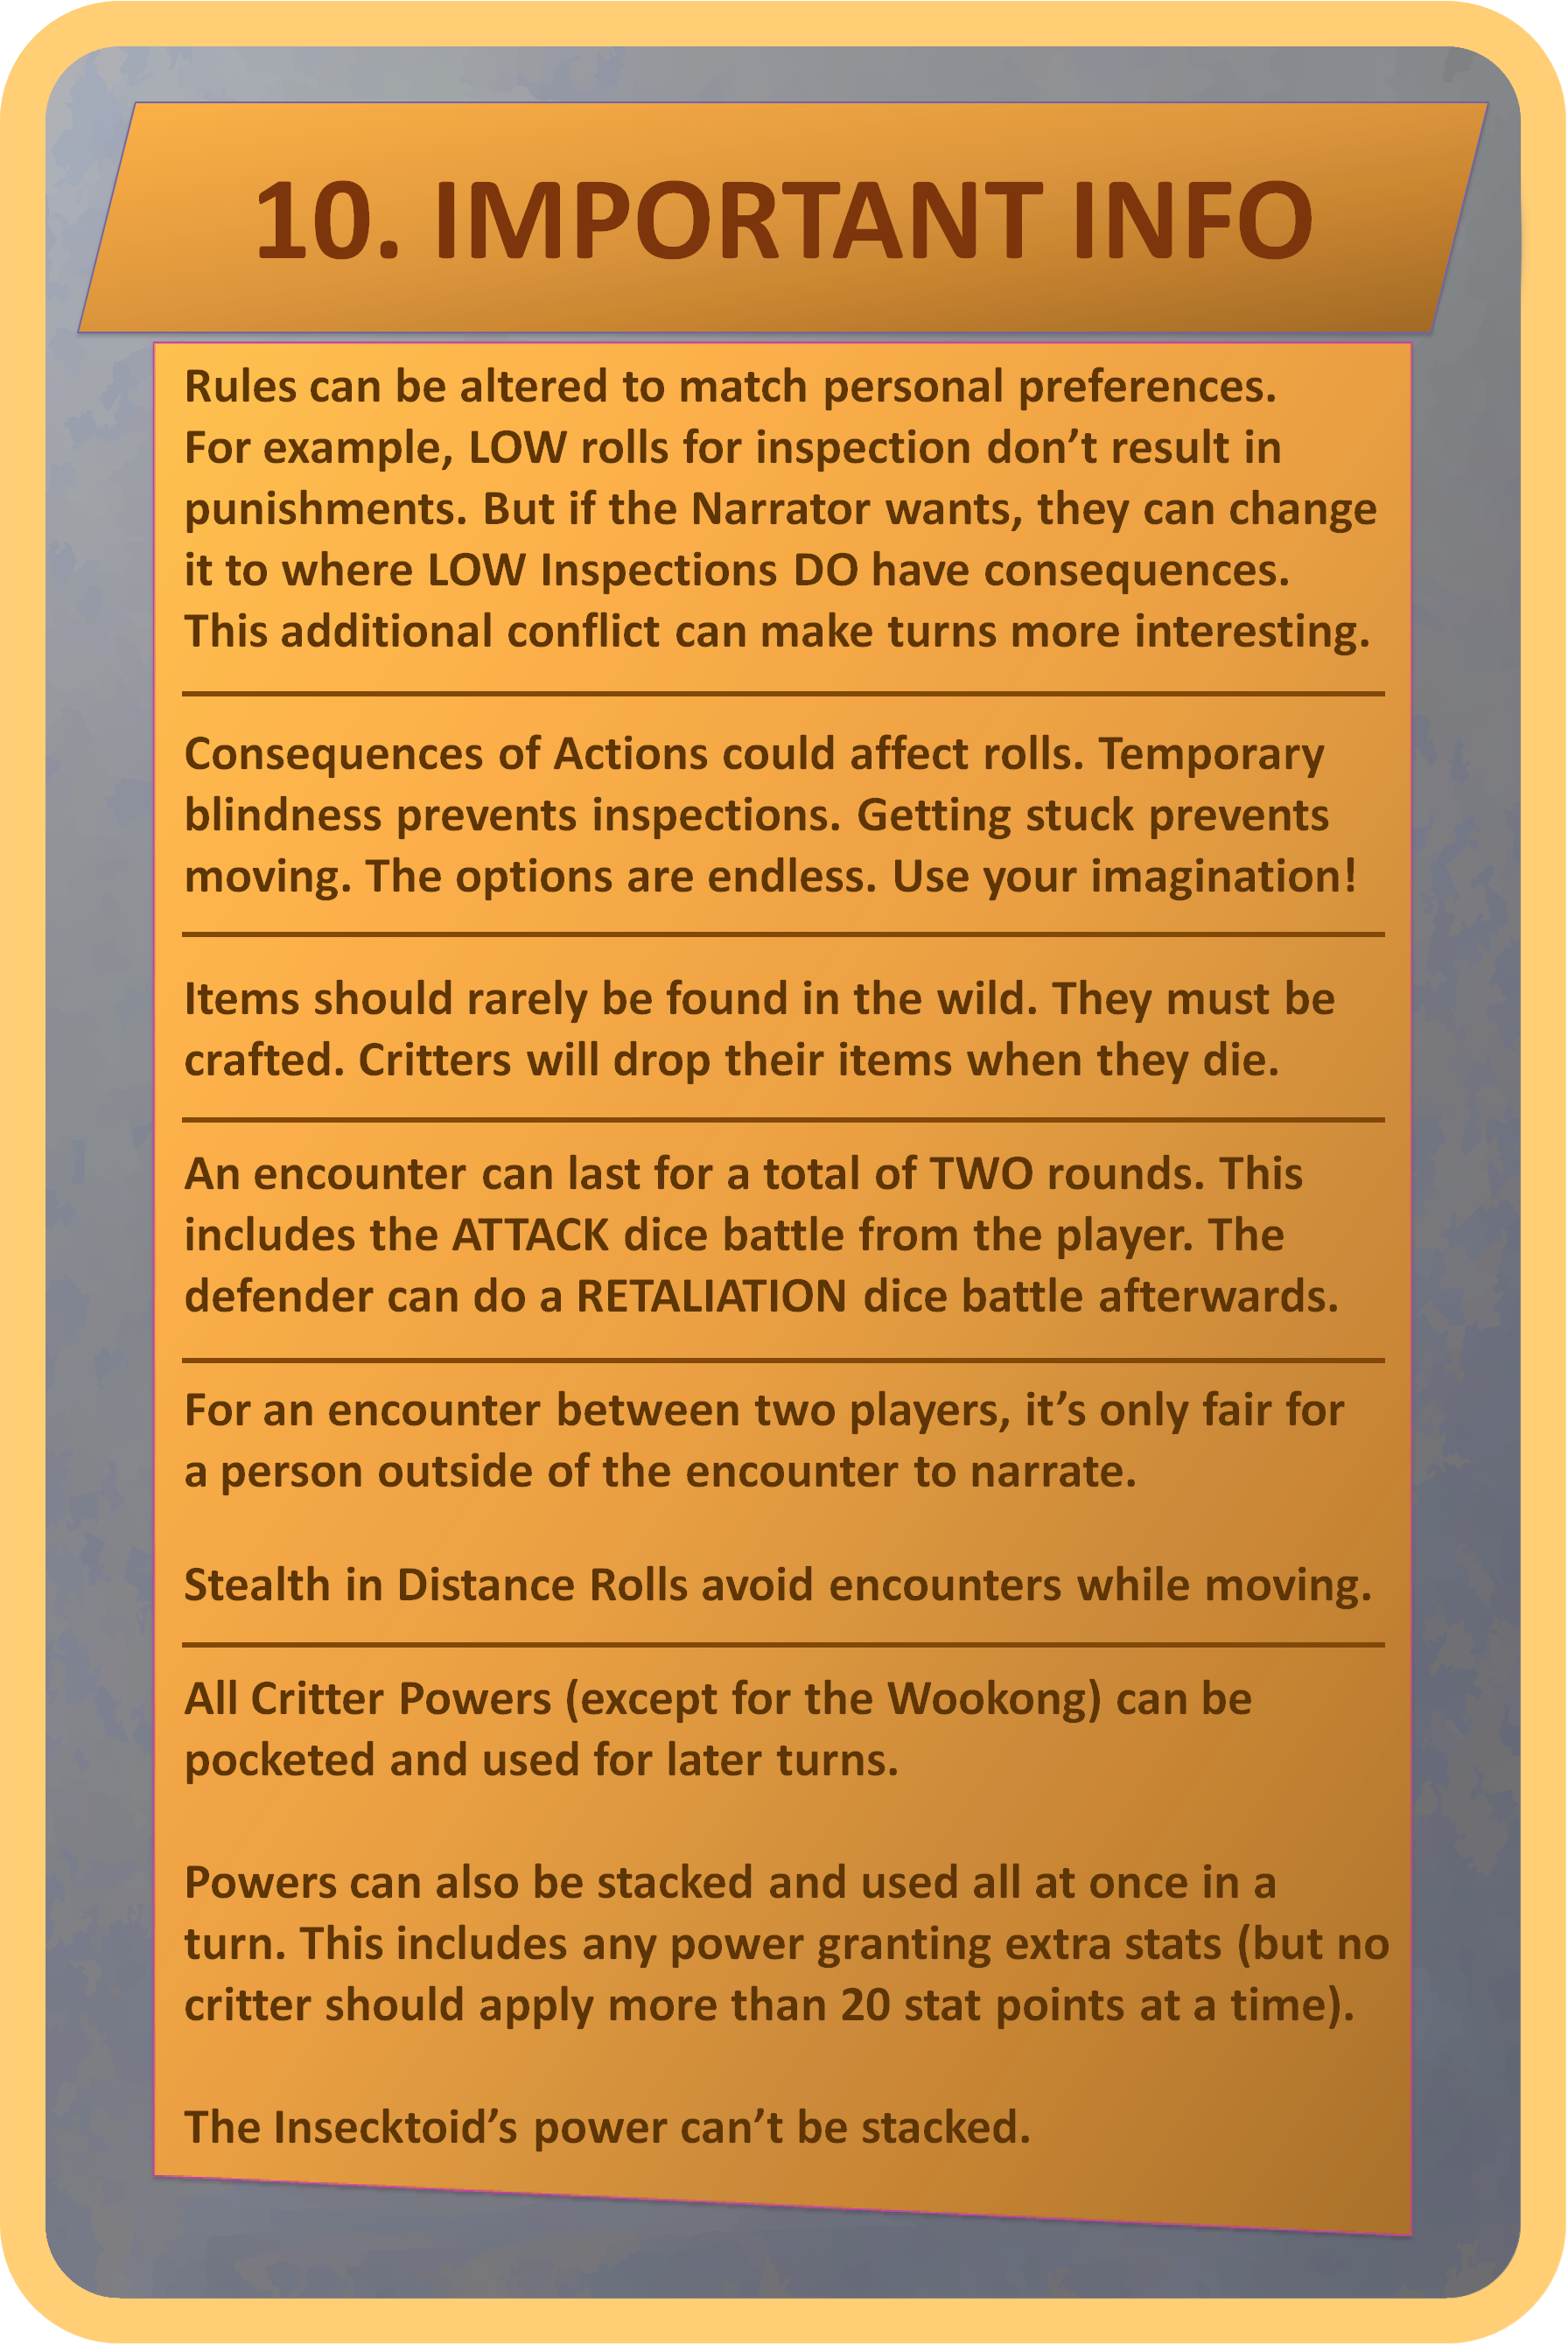 10. IMPORTANT INFO
Rules can be altered to match personal preferences.
For example, LOW rolls for inspection don’t result in
punishments. But if the Narrator wants, they can change
it to where LOW Inspections DO have consequences.
This additional conflict can make turns more interesting.
Consequences of Actions could affect rolls. Temporary
blindness prevents inspections. Getting stuck prevents
moving. The options are endless. Use your imagination!
Items should rarely be found in the wild. They must be
crafted. Critters will drop their items when they die.
An encounter can last for a total of TWO rounds. This
includes the ATTACK dice battle from the player. The
defender can do a RETALIATION dice battle afterwards.
For an encounter between two players, it’s only fair for
a person outside of the encounter to narrate.
Stealth in Distance Rolls avoid encounters while moving.
All Critter Powers (except for the Wookong) can be
pocketed and used for later turns.
Powers can also be stacked and used all at once in a
turn. This includes any power granting extra stats (but no
critter should apply more than 20 stat points at a time).
The Insecktoid’s power can’t be stacked.